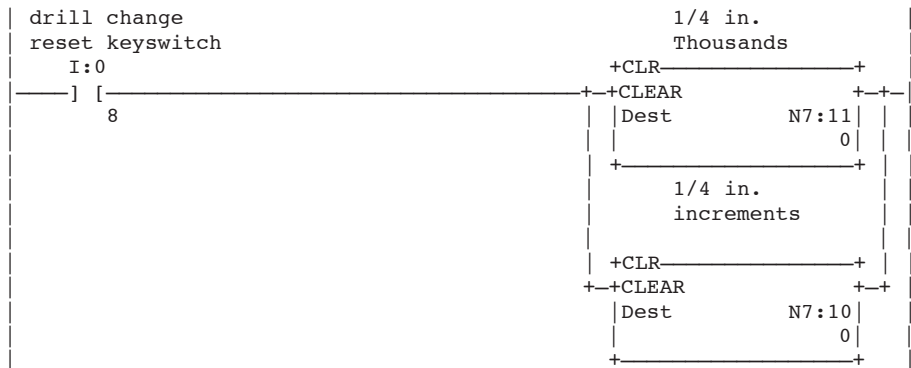 drill change
1/4 in.
reset keyswitch
Thousands
I:0
+CLR————————————————+
] [
+CLEAR
8
Dest N7:11
0
1/4 in.
increments
+CLR————————————————+
+CLEAR
Dest N7:10
0